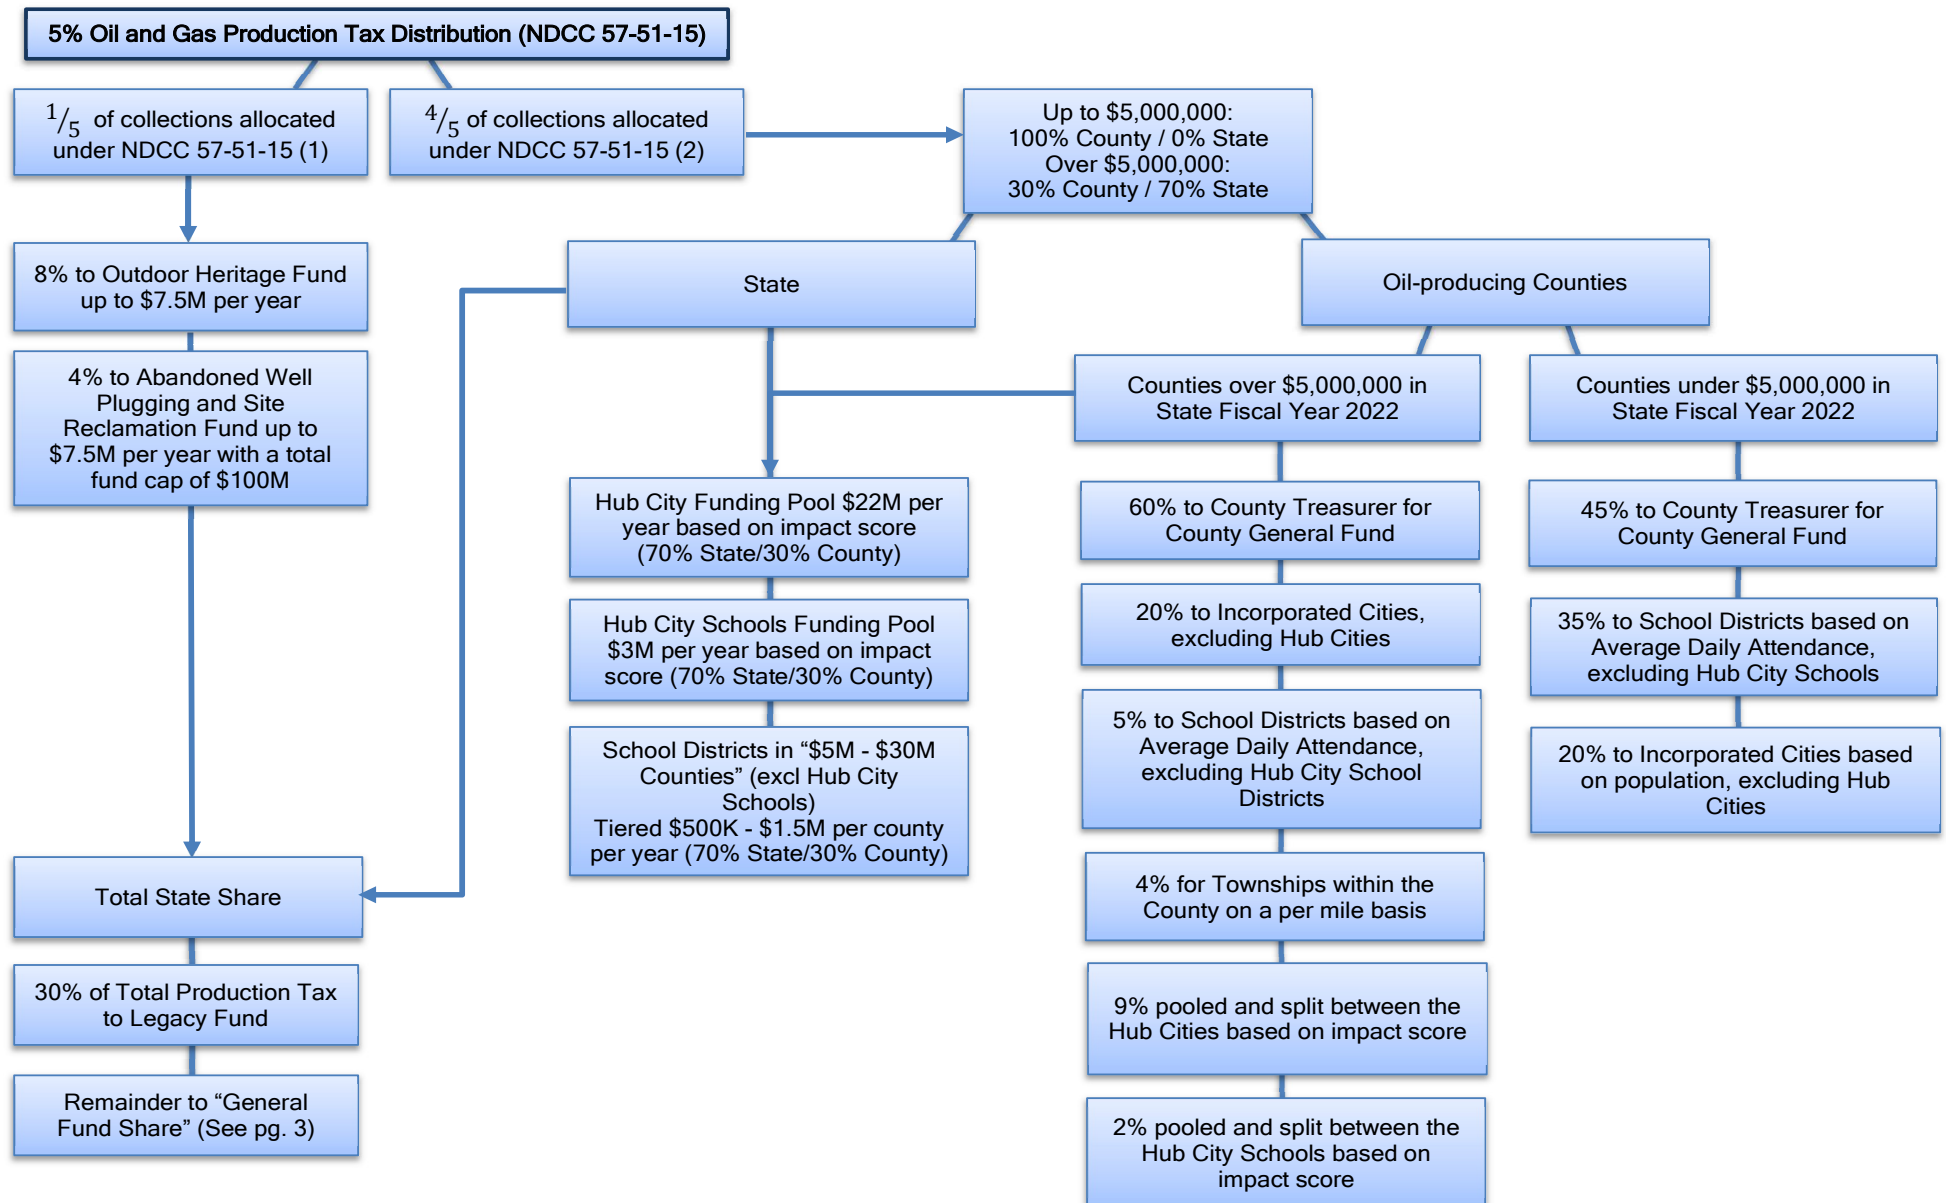 5% Oil and Gas Production Tax Distribution (NDCC 57-51-15)
1/5 of collections allocated
under NDCC 57-51-15 (1)
4/5 of collections allocated
under NDCC 57-51-15 (2)
Up to $5,000,000:
100% County / 0% State
Over $5,000,000:
30% County / 70% State
8% to Outdoor Heritage Fund
up to $7.5M per year
State
Oil-producing Counties
4% to Abandoned Well
Plugging and Site
Reclamation Fund up to
$7.5M per year with a total
fund cap of $100M
Counties over $5,000,000 in
State Fiscal Year 2022
Counties under $5,000,000 in
State Fiscal Year 2022
Hub City Funding Pool $22M per
year based on impact score
(70% State/30% County)
60% to County Treasurer for
County General Fund
45% to County Treasurer for
County General Fund
Hub City Schools Funding Pool
$3M per year based on impact
score (70% State/30% County)
20% to Incorporated Cities,
excluding Hub Cities
35% to School Districts based on
Average Daily Attendance,
excluding Hub City Schools
School Districts in “$5M - $30M
Counties” (excl Hub City
Schools)
Tiered $500K - $1.5M per county
per year (70% State/30% County)
5% to School Districts based on
Average Daily Attendance,
excluding Hub City School
Districts
20% to Incorporated Cities based
on population, excluding Hub
Cities
Total State Share
4% for Townships within the
County on a per mile basis
30% of Total Production Tax
to Legacy Fund
9% pooled and split between the
Hub Cities based on impact score
Remainder to “General
Fund Share” (See pg. 3)
2% pooled and split between the
Hub City Schools based on
impact score